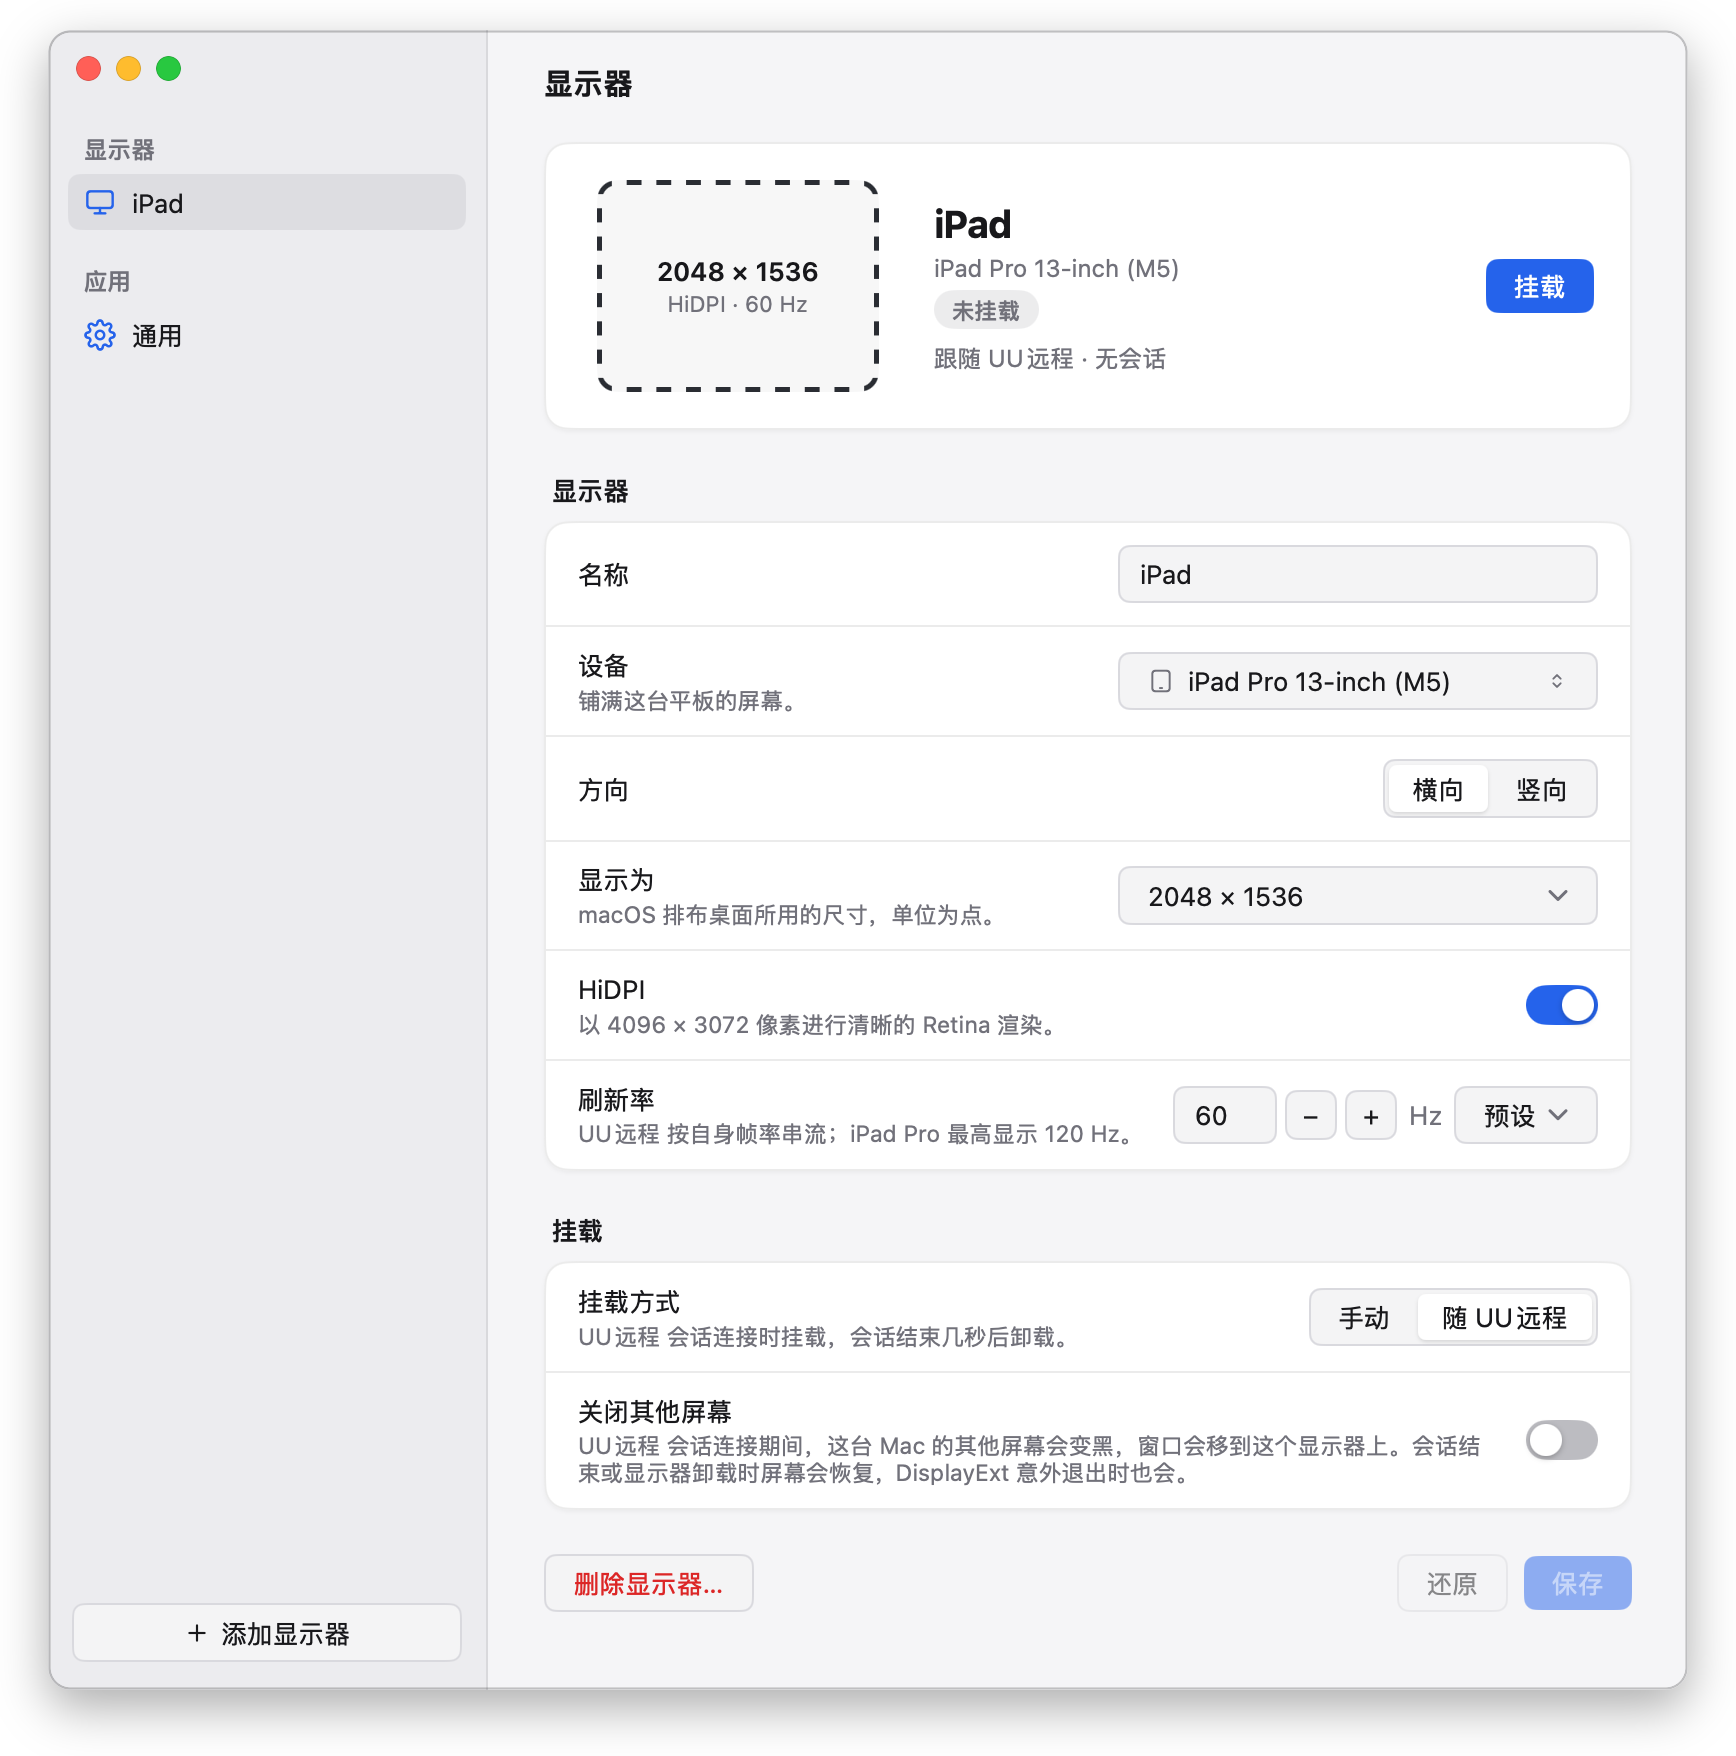 显示器
iPad
应用
通用
添加显示器
显示器
2048 × 1536
HiDPI · 60 Hz
iPad
iPad Pro 13-inch (M5)
未挂载
跟随 UU远程 · 无会话
挂载
显示器
名称
iPad
设备
铺满这台平板的屏幕。
iPad Pro 13-inch (M5)
方向
横向 竖向
显示为
macOS 排布桌面所用的尺寸，单位为点。
2048 × 1536
HiDPI
以 4096 × 3072 像素进行清晰的 Retina 渲染。
刷新率
UU远程 按自身帧率串流；iPad Pro 最高显示 120 Hz。
60 − + Hz 预设
挂载
挂载方式
UU远程 会话连接时挂载，会话结束几秒后卸载。
手动 随 UU远程
关闭其他屏幕
UU远程 会话连接期间，这台 Mac 的其他屏幕会变黑，窗口会移到这个显示器上。会话结
束或显示器卸载时屏幕会恢复，DisplayExt 意外退出时也会。
删除显示器...
还原 保存